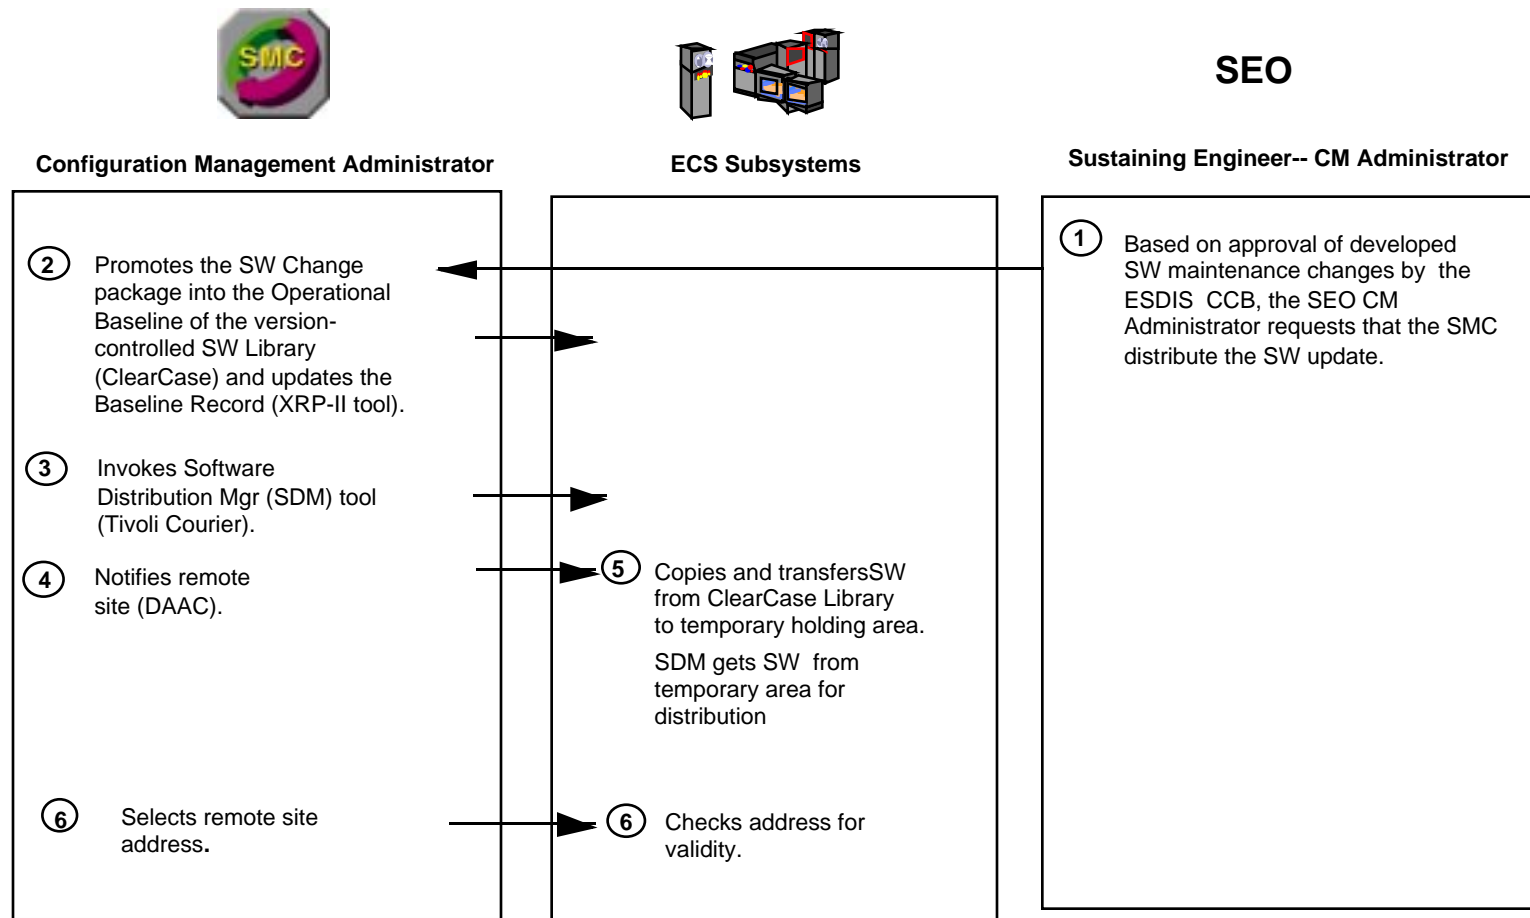 SMC
SEO
Configuration Management Administrator
ECS Subsystems
Sustaining Engineer-- CM Administrator
2
Promotes the SW Change
package into the Operational
Baseline of the version-
controlled SW Library
(ClearCase) and updates the
Baseline Record (XRP-II tool).
3
Invokes Software
Distribution Mgr (SDM) tool
(Tivoli Courier).
4
Notifies remote
site (DAAC).
6
Selects remote site
address.
5
Copies and transfersSW
from ClearCase Library
to temporary holding area.
SDM gets SW from
temporary area for
distribution
6
Checks address for
validity.
1
Based on approval of developed
SW maintenance changes by the
ESDIS CCB, the SEO CM
Administrator requests that the SMC
distribute the SW update.